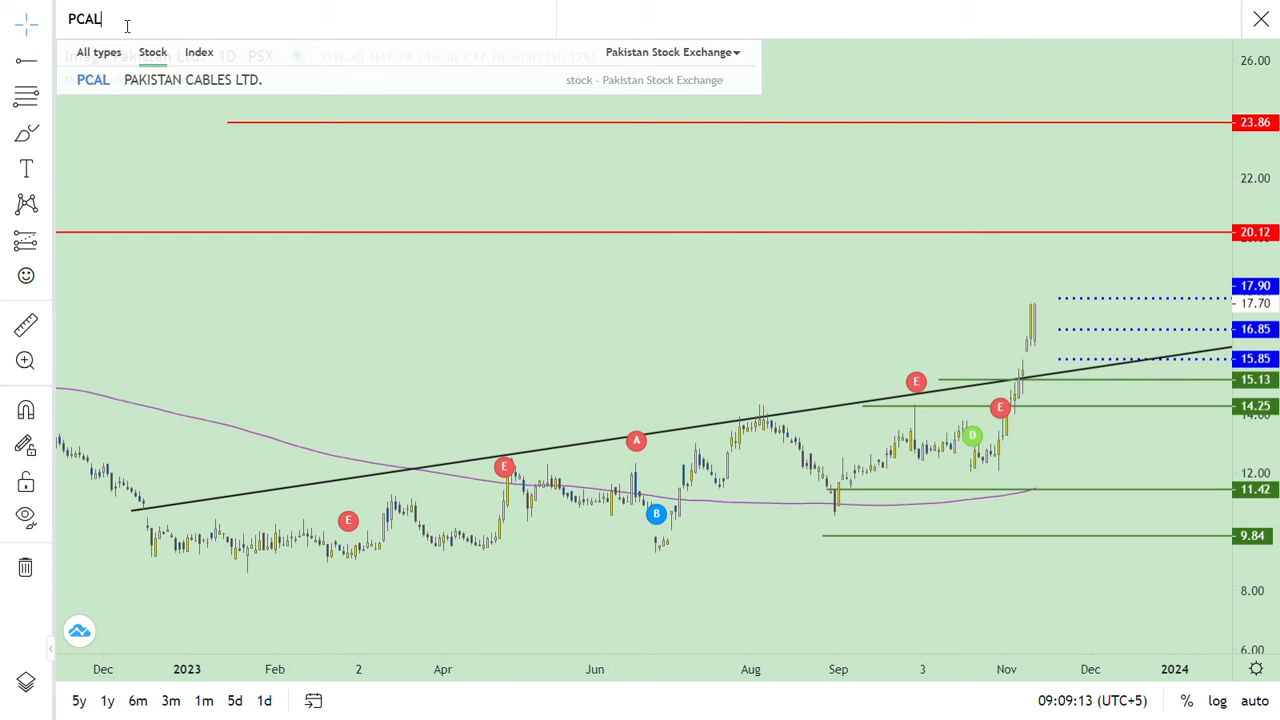 PCAL
All types Stock Index Pakistan Stock Exchange
PCAL PAKISTAN CABLES LTD. stock - Pakistan Stock Exchange
26.00
23.86
22.00
20.12
17.90
17.70
16.85
15.85
15.13
14.25
12.00
11.42
9.84
8.00
6.00
E
E
A
B
E
D
E
Dec 2023 Feb 2 Apr Jun Aug Sep 3 Nov Dec 2024
5y 1y 6m 3m 1m 5d 1d 09:09:13 (UTC+5) % log auto